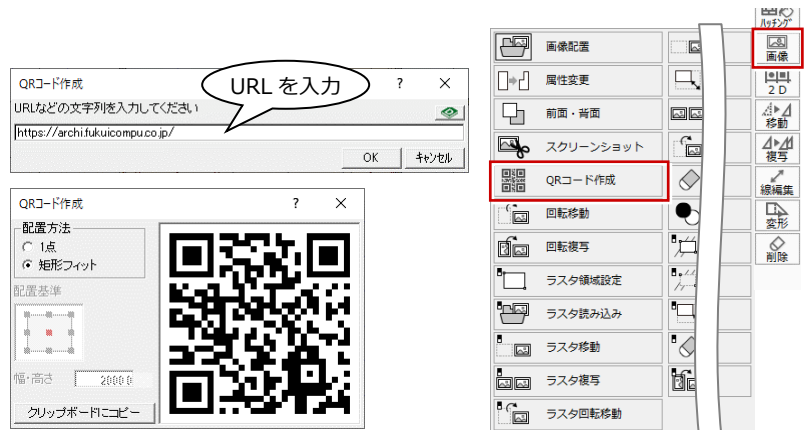 QRコード作成
?
×
URLなどの文字列を入力してください
URL を入力
https://archi.fukuicompu.co.jp/
OK
キャンセル
QRコード作成
?
×
配置方法
1点
矩形フィット
配置基準
幅・高さ
2000.0
クリップボードにコピー
画像配置
属性変更
前面・背面
スクリーンショット
QRコード作成
回転移動
回転複写
ラスタ領域設定
ラスタ読み込み
ラスタ移動
ラスタ複写
ラスタ回転移動
ハッチング
画像
2 D
移動
複写
線編集
変形
削除